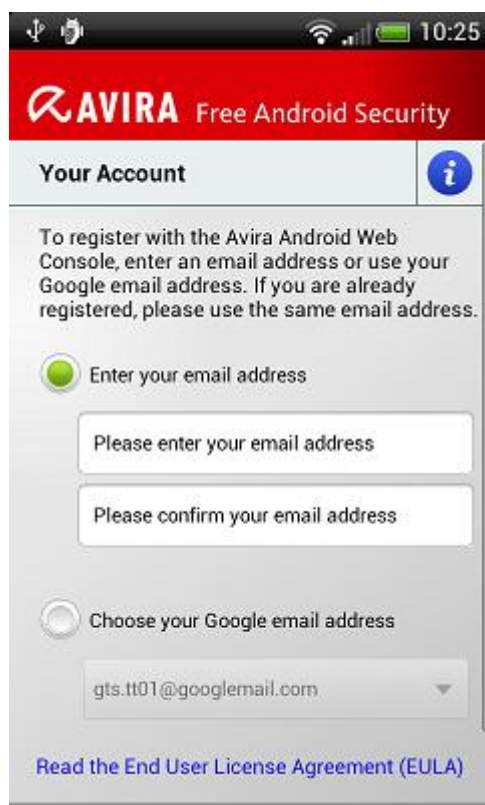 10:25
AVIRA Free Android Security
Your Account
i
To register with the Avira Android Web
Console, enter an email address or use your
Google email address. If you are already
registered, please use the same email address.
Enter your email address
Please enter your email address
Please confirm your email address
Choose your Google email address
gts.tt01@googlemail.com
Read the End User License Agreement (EULA)